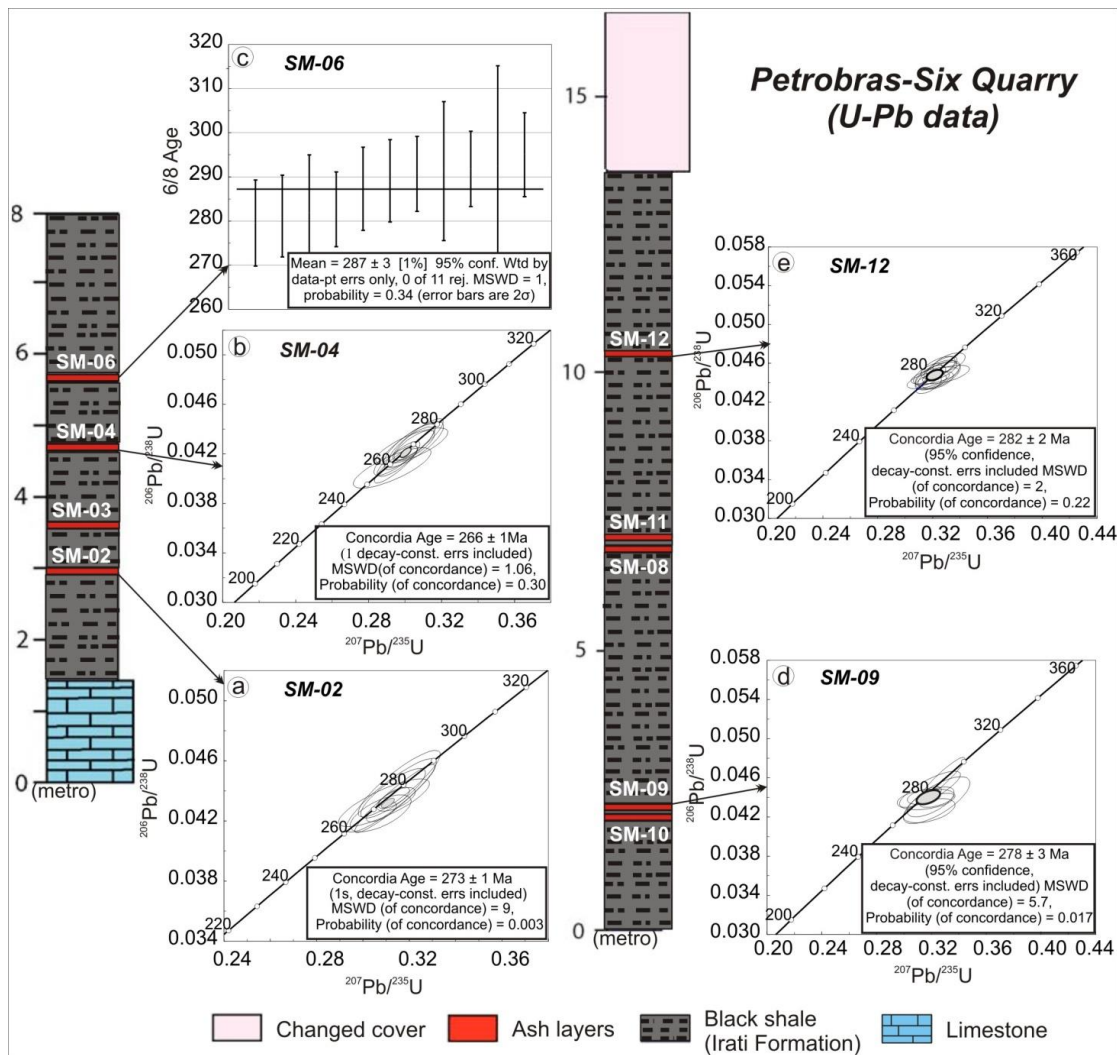 Petrobras-Six Quarry
(U-Pb data)
8
6
4
2
0
(metro)
SM-06
SM-04
SM-03
SM-02
c
SM-06
6/8 Age
320
310
300
290
280
270
260
Mean = 287 ± 3 [1%] 95% conf. Wtd by
data-pt errs only, 0 of 11 rej. MSWD = 1,
probability = 0.34 (error bars are 2σ)
b
SM-04
206Pb/238U
0.050
0.046
0.042
0.038
0.034
0.030
200
220
240
260
280
300
320
Concordia Age = 266 ± 1Ma
(1 decay-const. errs included)
MSWD(of concordance) = 1.06,
Probability (of concordance) = 0.30
0.20 0.24 0.28 0.32 0.36
207Pb/235U
a
SM-02
206Pb/238U
0.050
0.046
0.042
0.038
0.034
220
240
260
280
300
320
Concordia Age = 273 ± 1 Ma
(1s, decay-const. errs included)
MSWD (of concordance) = 9,
Probability (of concordance) = 0.003
0.24 0.28 0.32 0.36
207Pb/235U
15
10
5
0
(metro)
SM-12
SM-11
SM-08
SM-09
SM-10
e
SM-12
206Pb/238U
0.058
0.054
0.050
0.046
0.042
0.038
0.034
0.030
200
240
280
320
360
Concordia Age = 282 ± 2 Ma
(95% confidence,
decay-const. errs included MSWD
(of concordance) = 2,
Probability (of concordance) = 0.22
0.20 0.24 0.28 0.32 0.36 0.40 0.44
207Pb/235U
d
SM-09
206Pb/238U
0.058
0.054
0.050
0.046
0.042
0.038
0.034
0.030
200
240
280
320
360
Concordia Age = 278 ± 3 Ma
(95% confidence,
decay-const. errs included) MSWD
(of concordance) = 5.7,
Probability (of concordance) = 0.017
0.20 0.24 0.28 0.32 0.36 0.40 0.44
207Pb/235U
Changed cover
Ash layers
Black shale
(Irati Formation)
Limestone